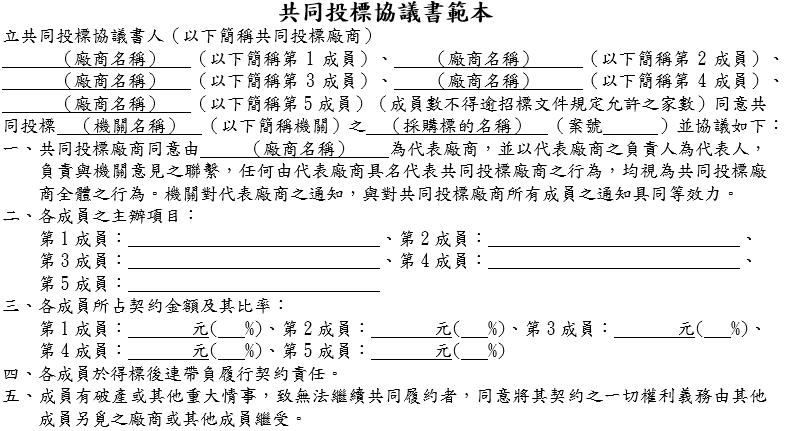 共同投標協議書範本
立共同投標協議書人（以下簡稱共同投標廠商）
＿＿＿（廠商名稱）＿＿（以下簡稱第 1 成員）、＿＿（廠商名稱）＿＿＿（以下簡稱第 2 成員）、
＿＿＿（廠商名稱）＿＿（以下簡稱第 3 成員）、＿＿（廠商名稱）＿＿＿（以下簡稱第 4 成員）、
＿＿＿（廠商名稱）＿＿（以下簡稱第 5 成員）（成員數不得逾招標文件規定允許之家數）同意共
同投標＿（機關名稱）＿（以下簡稱機關）之＿（採購標的名稱）＿（案號＿＿＿）並協議如下：
一、共同投標廠商同意由＿＿＿（廠商名稱）＿＿為代表廠商，並以代表廠商之負責人為代表人，
負責與機關意見之聯繫，任何由代表廠商具名代表共同投標廠商之行為，均視為共同投標廠
商全體之行為。機關對代表廠商之通知，與對共同投標廠商所有成員之通知具同等效力。
二、各成員之主辦項目：
第 1 成員：＿＿＿＿＿＿＿＿＿＿＿＿、第 2 成員：＿＿＿＿＿＿＿＿＿＿＿＿、
第 3 成員：＿＿＿＿＿＿＿＿＿＿＿＿、第 4 成員：＿＿＿＿＿＿＿＿＿＿＿＿、
第 5 成員：＿＿＿＿＿＿＿＿＿＿＿＿
三、各成員所占契約金額及其比率：
第 1 成員：＿＿＿元(＿%)、第 2 成員：＿＿＿元(＿%)、第 3 成員：＿＿＿元(＿%)、
第 4 成員：＿＿＿元(＿%)、第 5 成員：＿＿＿元(＿%)
四、各成員於得標後連帶負履行契約責任。
五、成員有破產或其他重大情事，致無法繼續共同履約者，同意將其契約之一切權利義務由其他
成員另覓之廠商或其他成員繼受。